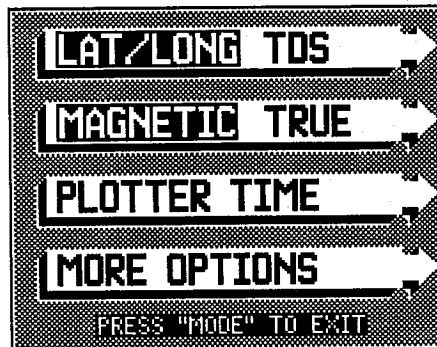 LAT/LONG TDS
MAGNETIC TRUE
PLOTTER TIME
MORE OPTIONS
PRESS "MODE" TO EXIT